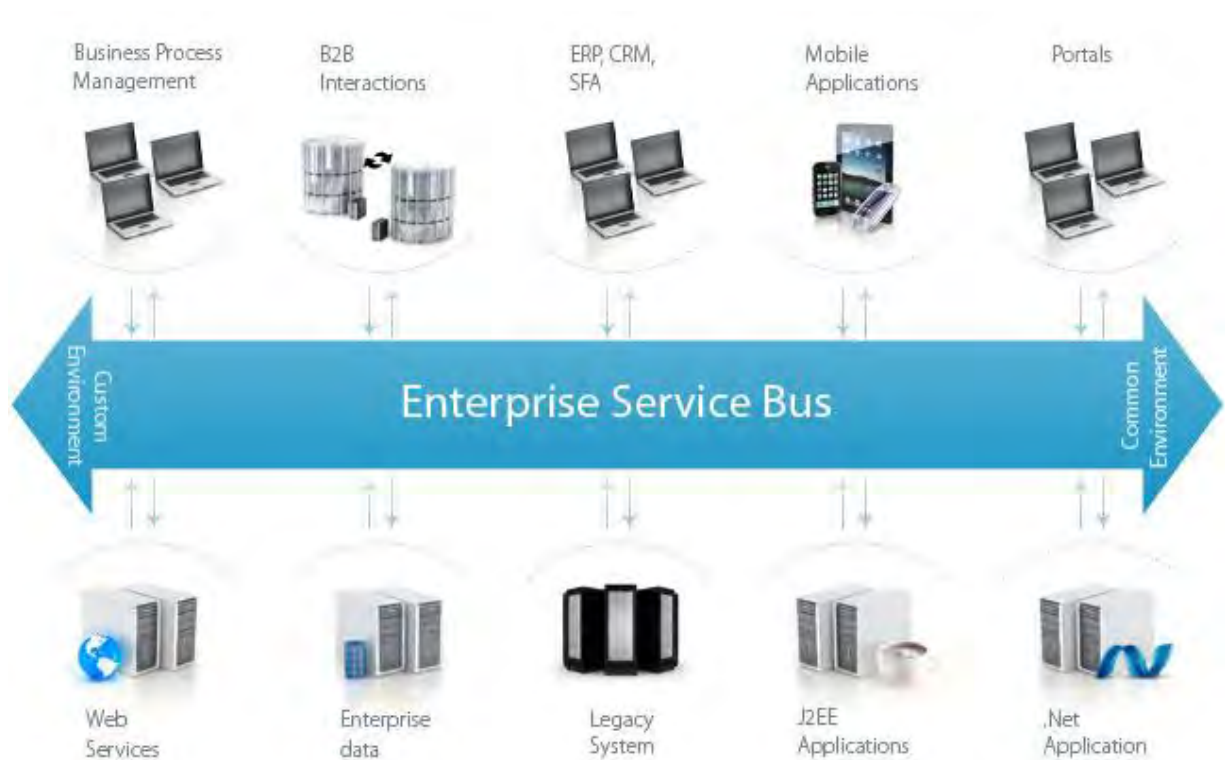 Business Process
Management
B2B
Interactions
ERP, CRM,
SFA
Mobile
Applications
Portals
Custom
Environment
Enterprise Service Bus
Common
Environment
Web
Services
Enterprise
data
Legacy
System
J2EE
Applications
.Net
Application